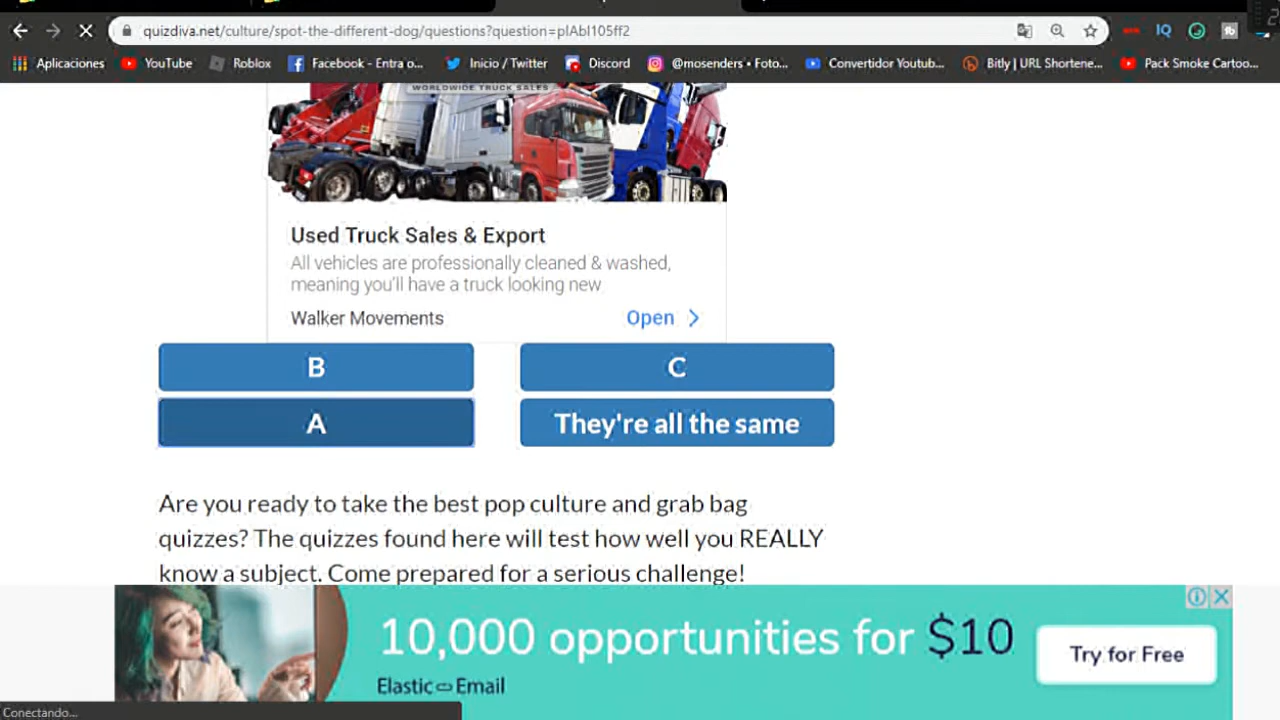 quizdiva.net/culture/spot-the-different-dog/questions?question=plAbI105ff2
Aplicaciones
YouTube
Roblox
Facebook - Entra o...
Inicio / Twitter
Discord
@mosenders • Foto...
Convertidor Youtub...
Bitly | URL Shortene...
Pack Smoke Cartoo...
WORLDWIDE TRUCK SALES
Used Truck Sales & Export
All vehicles are professionally cleaned & washed,
meaning you'll have a truck looking new
Walker Movements
Open
B
C
A
They're all the same
Are you ready to take the best pop culture and grab bag
quizzes? The quizzes found here will test how well you REALLY
know a subject. Come prepared for a serious challenge!
10,000 opportunities for $10
Try for Free
Elastic Email
Conectando...